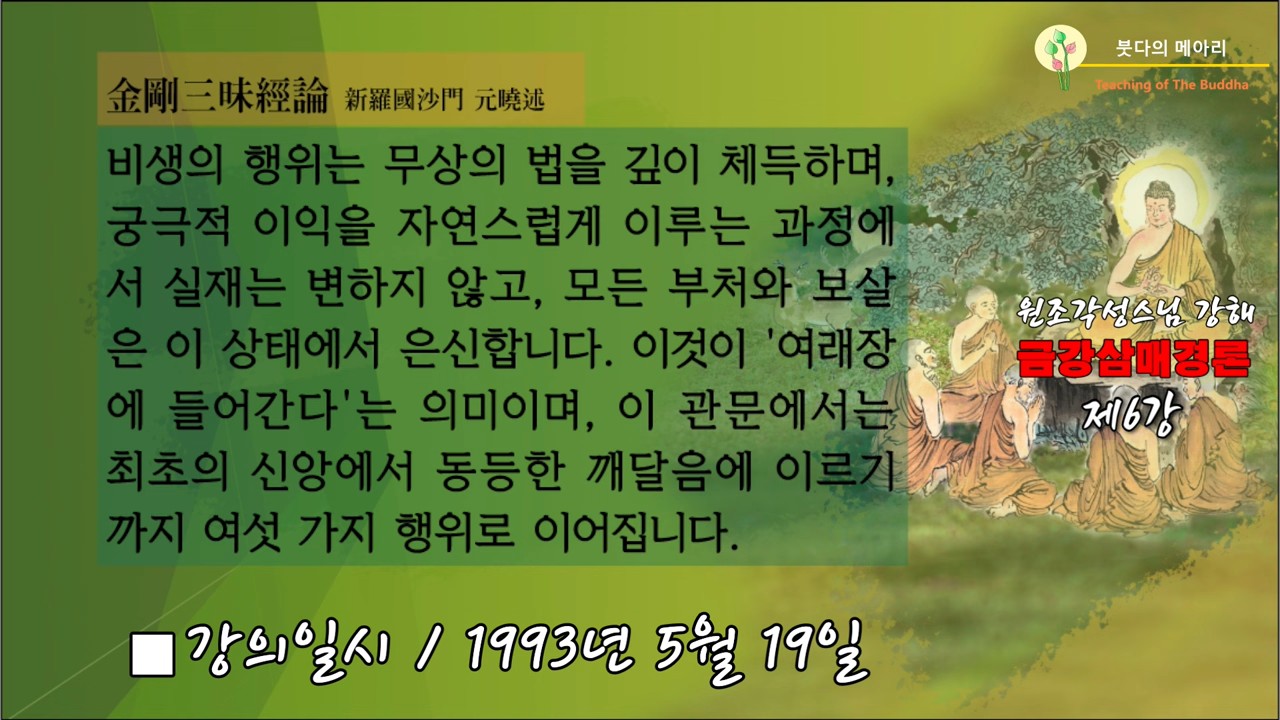 붓다의 메아리
Teaching of The Buddha
金剛三昧經論 新羅國沙門 元曉述
비생의 행위는 무상의 법을 깊이 체득하며,
궁극적 이익을 자연스럽게 이루는 과정에
서 실재는 변하지 않고, 모든 부처와 보살
은 이 상태에서 은신합니다. 이것이 '여래장
에 들어간다'는 의미이며, 이 관문에서는
최초의 신앙에서 동등한 깨달음에 이르기
까지 여섯 가지 행위로 이어집니다.
원조각성스님 강해
금강삼매경론
제6강
■강의일시 / 1993년 5월 19일